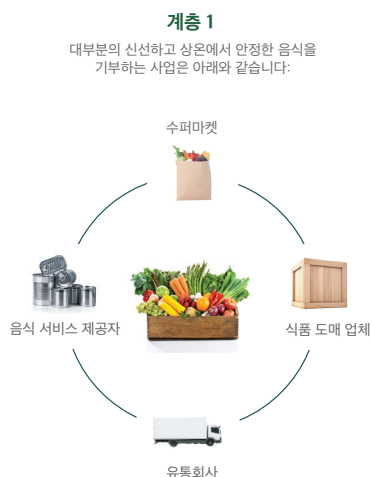 계층 1
대부분의 신선하고 상온에서 안정한 음식을
기부하는 사업은 아래와 같습니다:
수퍼마켓
음식 서비스 제공자
식품 도매 업체
유통회사